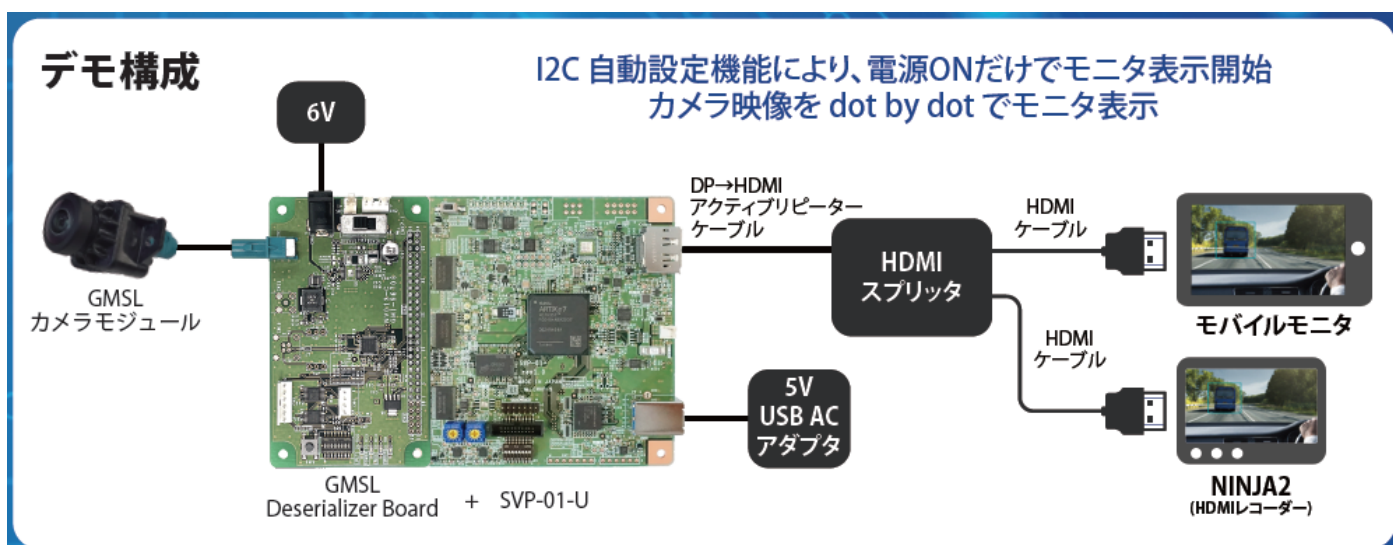 デモ構成
I2C 自動設定機能により、電源ONだけでモニタ表示開始
カメラ映像を dot by dot でモニタ表示
6V
GMSL
カメラモジュール
DP→HDMI
アクティブリピーター
ケーブル
HDMI
スプリッタ
HDMI
ケーブル
モバイルモニタ
HDMI
ケーブル
5V
USB AC
アダプタ
NINJA2
(HDMIレコーダー)
ARTIX 7
GMSL
Deserializer Board
+
SVP-01-U